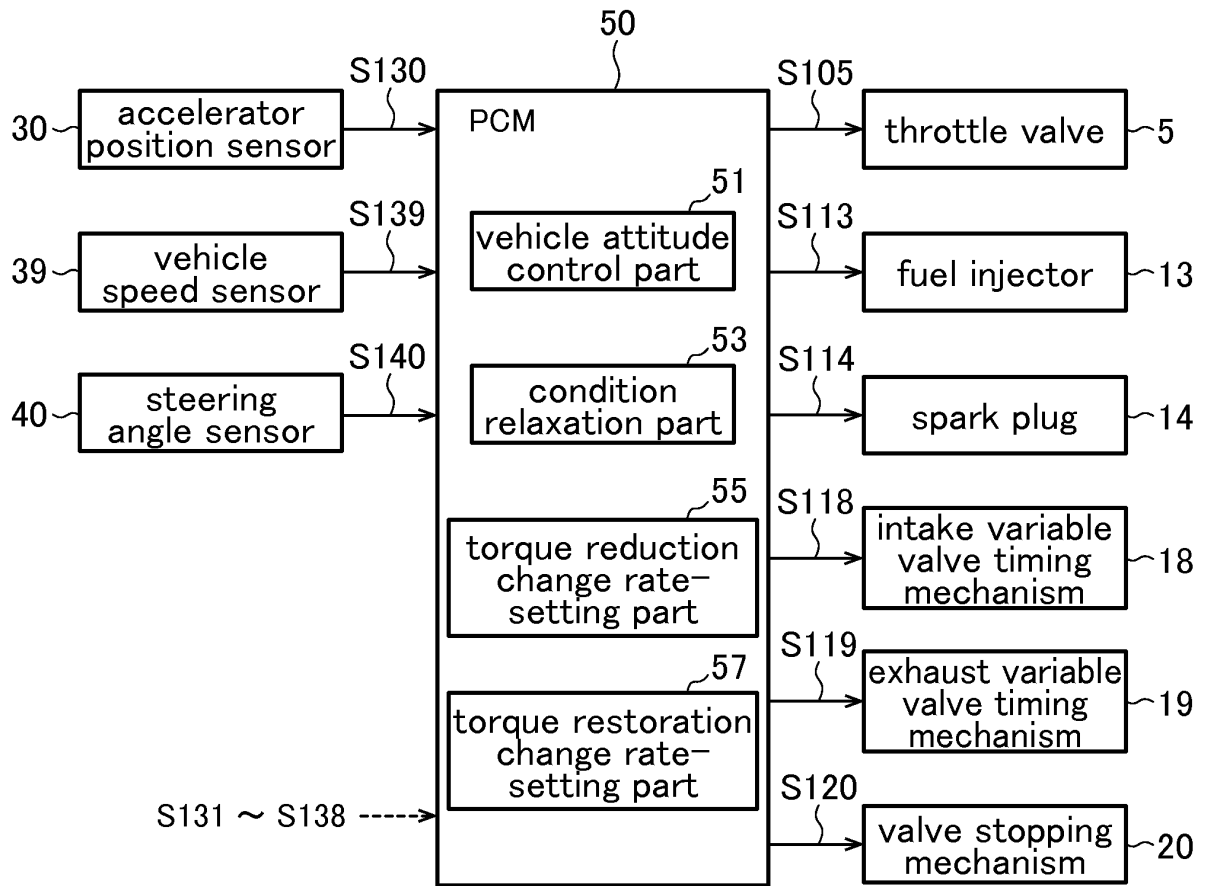 50
S130
S105
30
accelerator
position sensor
PCM
throttle valve
5
51
S139
S113
39
vehicle
speed sensor
vehicle attitude
control part
fuel injector
13
53
S140
S114
40
steering
angle sensor
condition
relaxation part
spark plug
14
55
S118
torque reduction
change rate-
setting part
intake variable
valve timing
mechanism
18
57
S119
torque restoration
change rate-
setting part
exhaust variable
valve timing
mechanism
19
S131 ～ S138
S120
valve stopping
mechanism
20